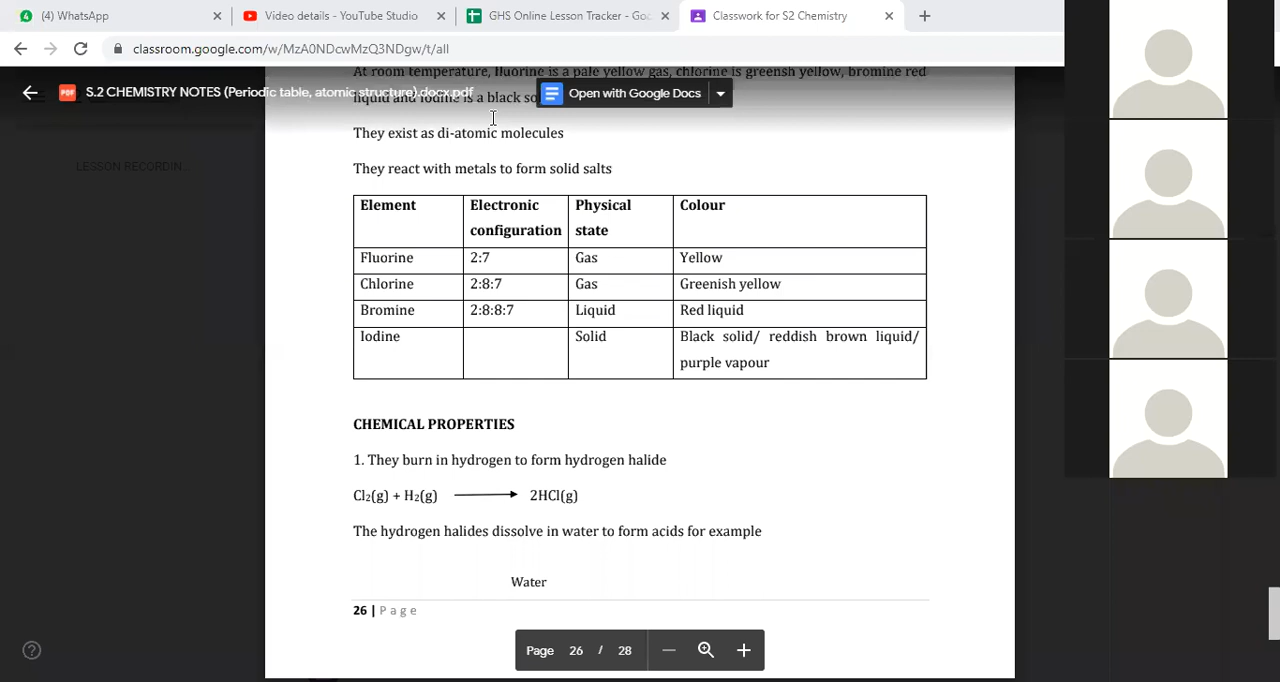 (4) WhatsApp
Video details - YouTube Studio
GHS Online Lesson Tracker - Goo
Classwork for S2 Chemistry
classroom.google.com/w/MzA0NDcwMzQ3NDgw/t/all
At room temperature, fluorine is a pale yellow gas, chlorine is greensh yellow, bromine red
S.2 CHEMISTRY NOTES (Periodic table, atomic structure).docx.pdf
Open with Google Docs
liquid and iodine is a black so
They exist as di-atomic molecules
LESSON RECORDIN...
They react with metals to form solid salts
Element Electronic configuration Physical state Colour
Fluorine 2:7 Gas Yellow
Chlorine 2:8:7 Gas Greenish yellow
Bromine 2:8:8:7 Liquid Red liquid
Iodine Solid Black solid/ reddish brown liquid/
purple vapour
CHEMICAL PROPERTIES
1. They burn in hydrogen to form hydrogen halide
Cl₂(g) + H₂(g) ⟶ 2HCl(g)
The hydrogen halides dissolve in water to form acids for example
Water
26 | Page
Page 26 / 28